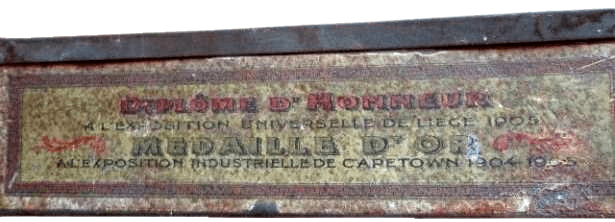 DIPLÔME D'HONNEUR
A L'EXPOSITION UNIVERSELLE DE LIEGE 1905
MEDAILLE D'OR
A L'EXPOSITION INDUSTRIELLE DE CAPETOWN 1904-1905